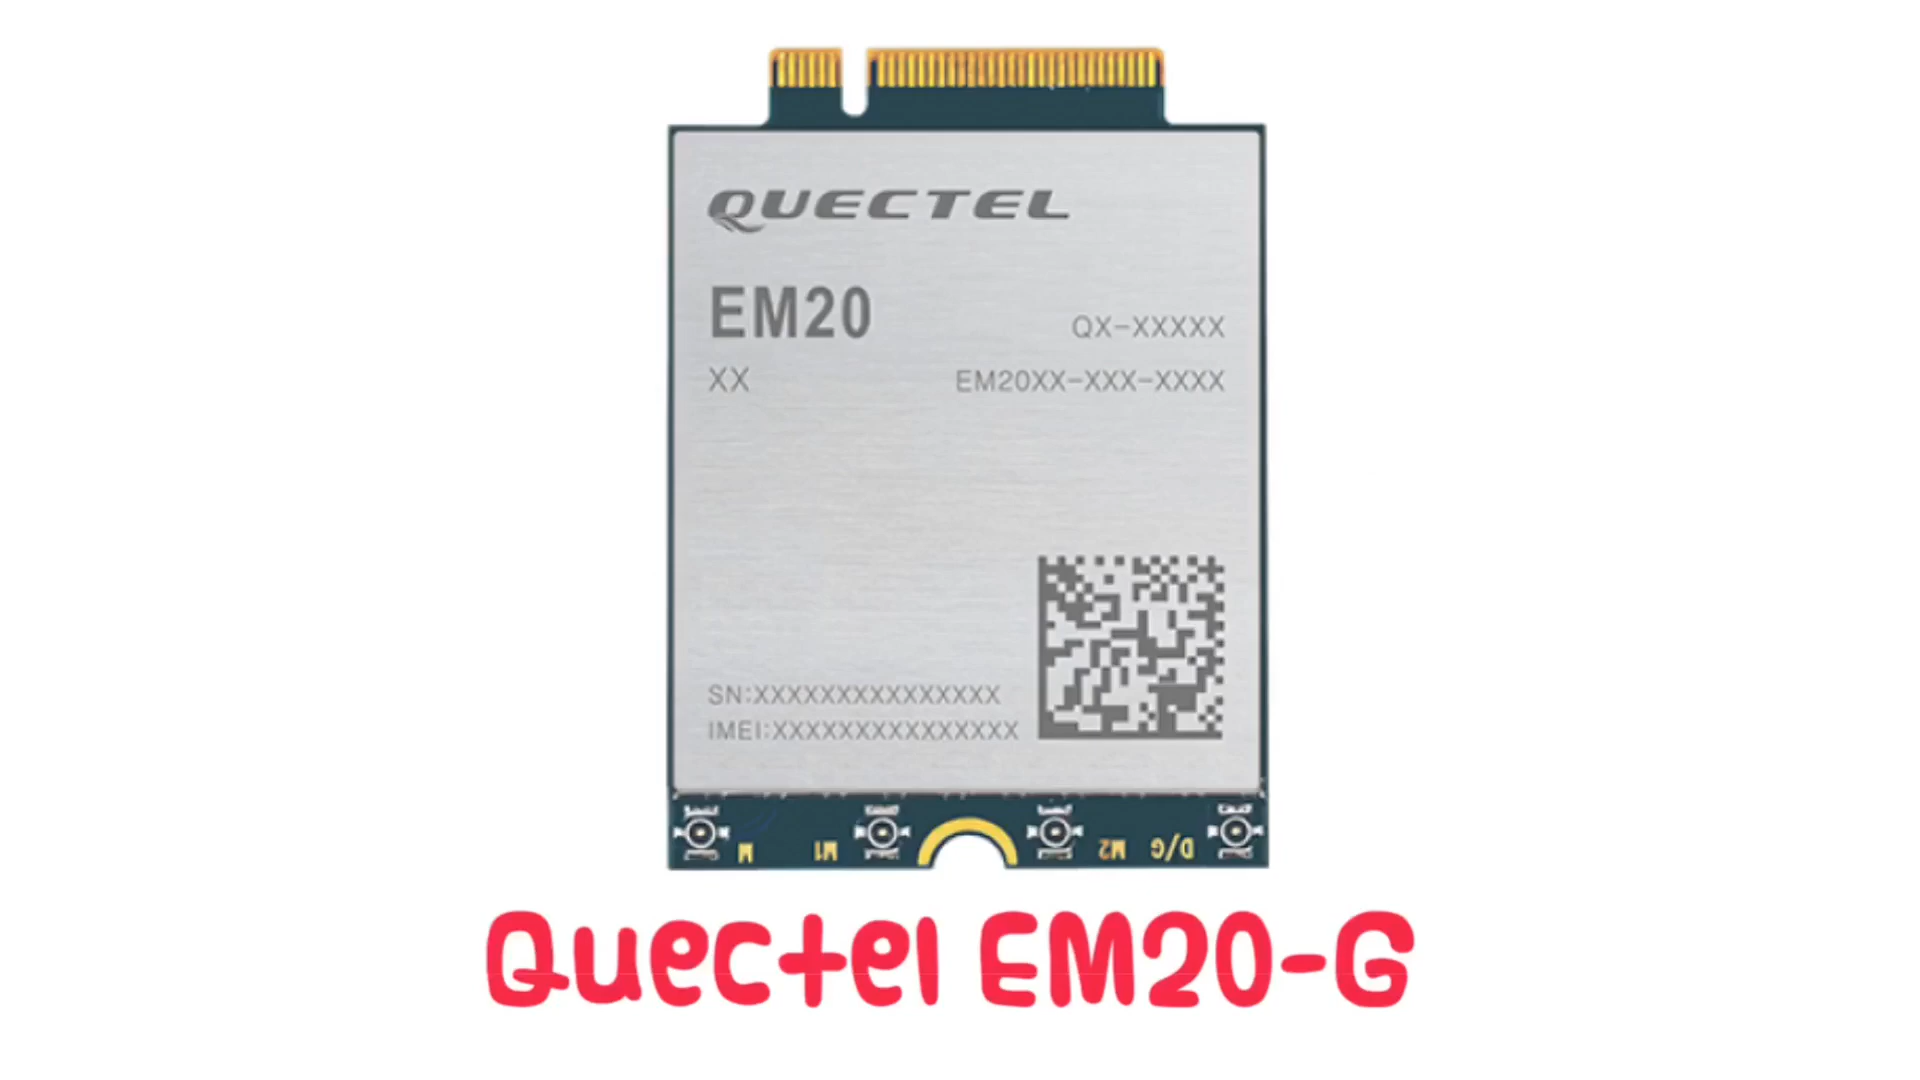 QUECTEL
EM20
QX-XXXXX
XX
EM20XX-XXX-XXXX
SN:XXXXXXXXXXXXXXX
IMEI:XXXXXXXXXXXXXXX
M
M1
M2
D/G
Quectel EM20-G